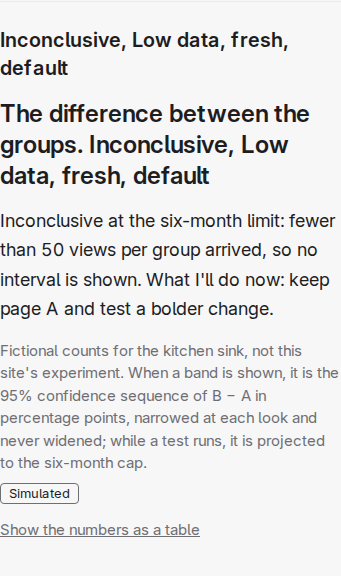 Inconclusive, Low data, fresh,
default
The difference between the
groups. Inconclusive, Low
data, fresh, default
Inconclusive at the six-month limit: fewer
than 50 views per group arrived, so no
interval is shown. What I'll do now: keep
page A and test a bolder change.
Fictional counts for the kitchen sink, not this
site's experiment. When a band is shown, it is the
95% confidence sequence of B − A in
percentage points, narrowed at each look and
never widened; while a test runs, it is projected
to the six-month cap.
Simulated
Show the numbers as a table